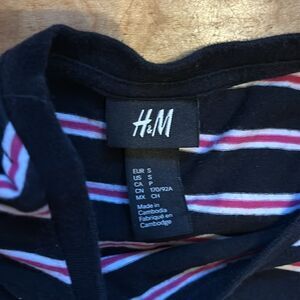 H&M
EUR S
US S
CA P
CN 170/92A
MX CH
Made in
Cambodia
Fabriqué en
Cambodge